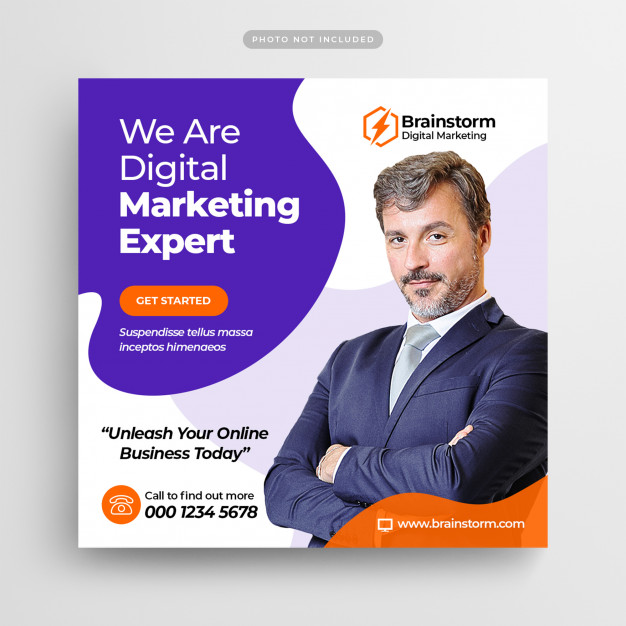 PHOTO NOT INCLUDED
We Are
Digital
Marketing
Expert
Brainstorm
Digital Marketing
GET STARTED
Suspendisse tellus massa
inceptos himenaeos
“Unleash Your Online
Business Today”
Call to find out more
000 1234 5678
www.brainstorm.com